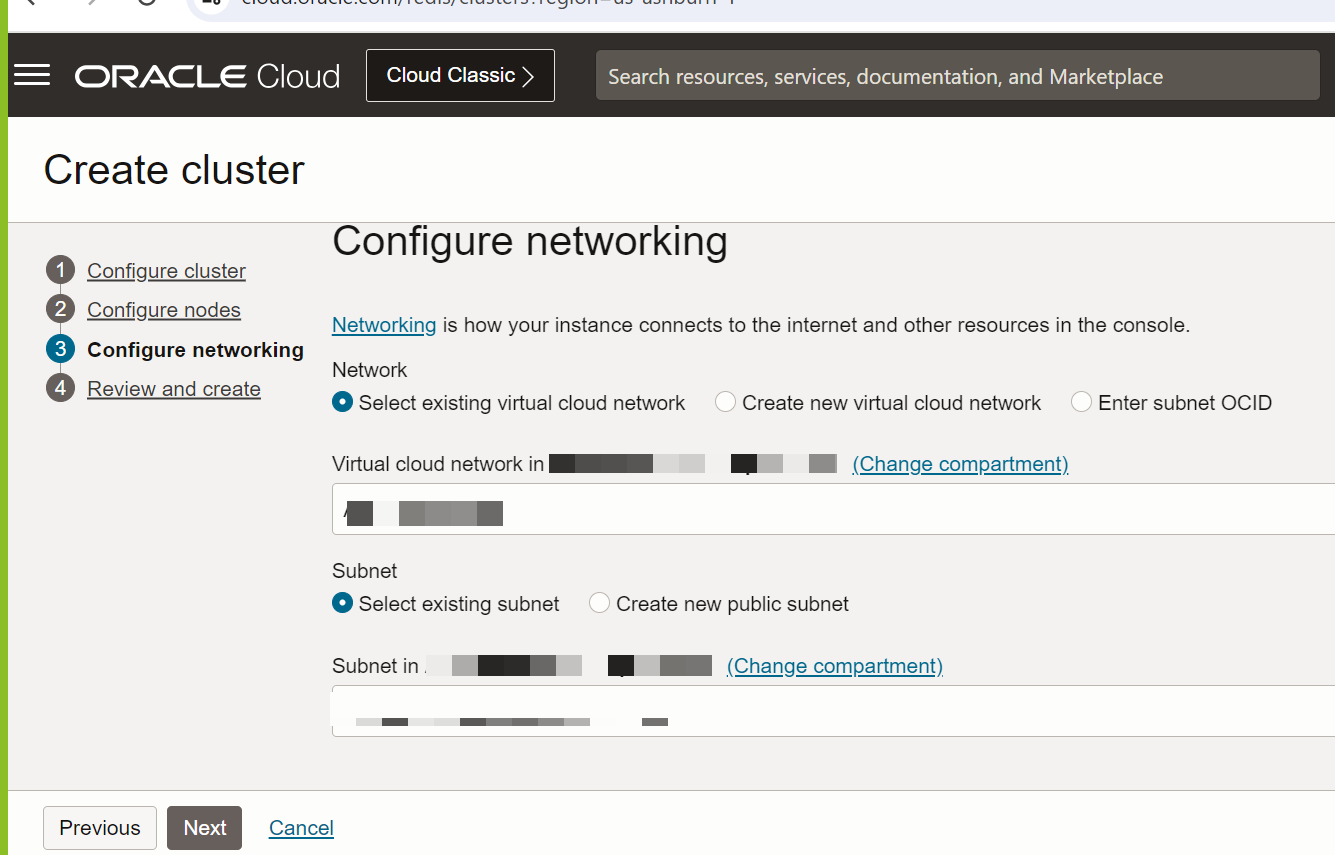 cloud.oracle.com/redis/clusters?region=us-ashburn-1
ORACLE Cloud
Cloud Classic
Search resources, services, documentation, and Marketplace
Create cluster
1 Configure cluster
2 Configure nodes
3 Configure networking
4 Review and create
Configure networking
Networking is how your instance connects to the internet and other resources in the console.
Network
Select existing virtual cloud network Create new virtual cloud network Enter subnet OCID
Virtual cloud network in (Change compartment)
Subnet
Select existing subnet Create new public subnet
Subnet in (Change compartment)
Previous Next Cancel